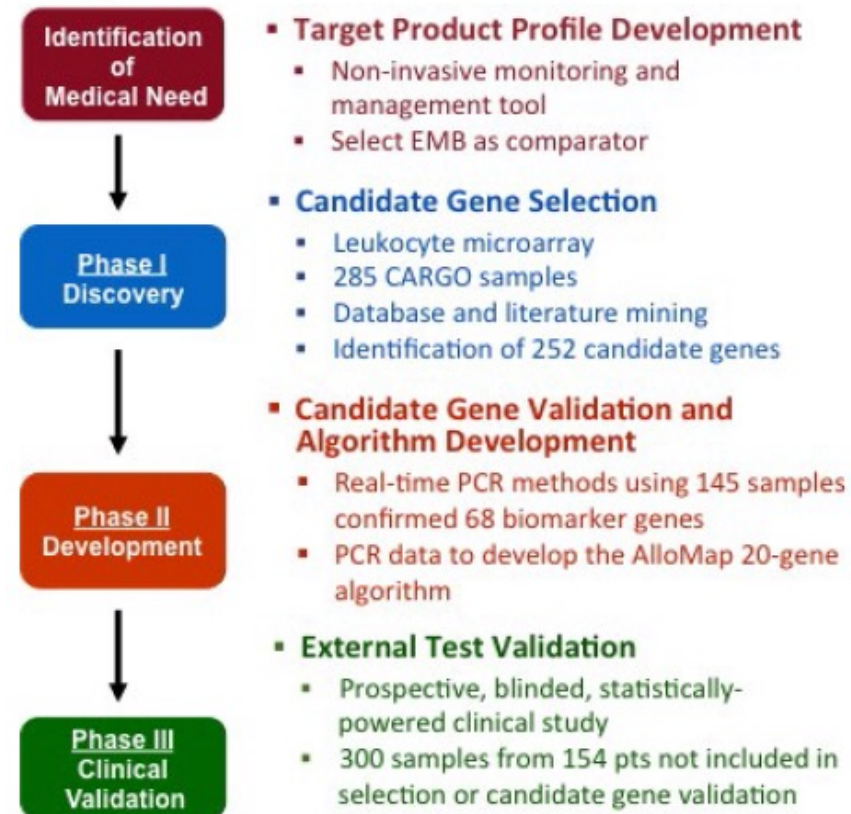 Identification
of
Medical Need
▪ Target Product Profile Development
▪ Non-invasive monitoring and
management tool
▪ Select EMB as comparator
Phase I
Discovery
▪ Candidate Gene Selection
▪ Leukocyte microarray
▪ 285 CARGO samples
▪ Database and literature mining
▪ Identification of 252 candidate genes
Phase II
Development
▪ Candidate Gene Validation and
Algorithm Development
▪ Real-time PCR methods using 145 samples
confirmed 68 biomarker genes
▪ PCR data to develop the AlloMap 20-gene
algorithm
Phase III
Clinical
Validation
▪ External Test Validation
▪ Prospective, blinded, statistically-
powered clinical study
▪ 300 samples from 154 pts not included in
selection or candidate gene validation